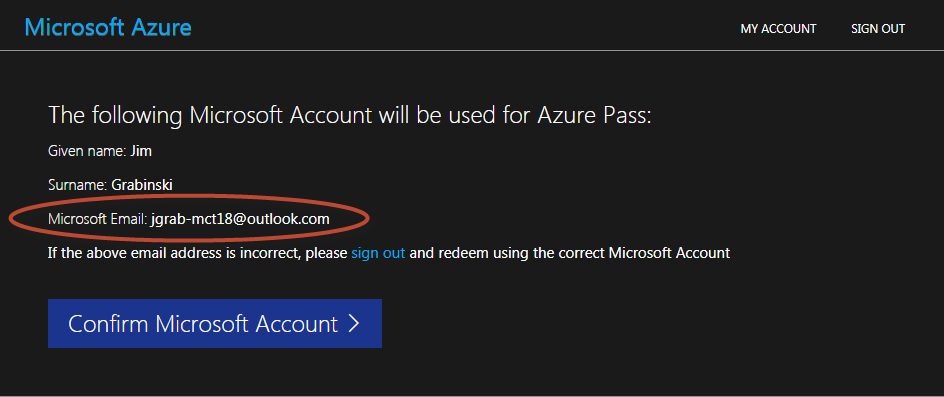 Microsoft Azure
MY ACCOUNT SIGN OUT
The following Microsoft Account will be used for Azure Pass:
Given name: Jim
Surname: Grabinski
Microsoft Email: jgrab-mct18@outlook.com
If the above email address is incorrect, please sign out and redeem using the correct Microsoft Account
Confirm Microsoft Account